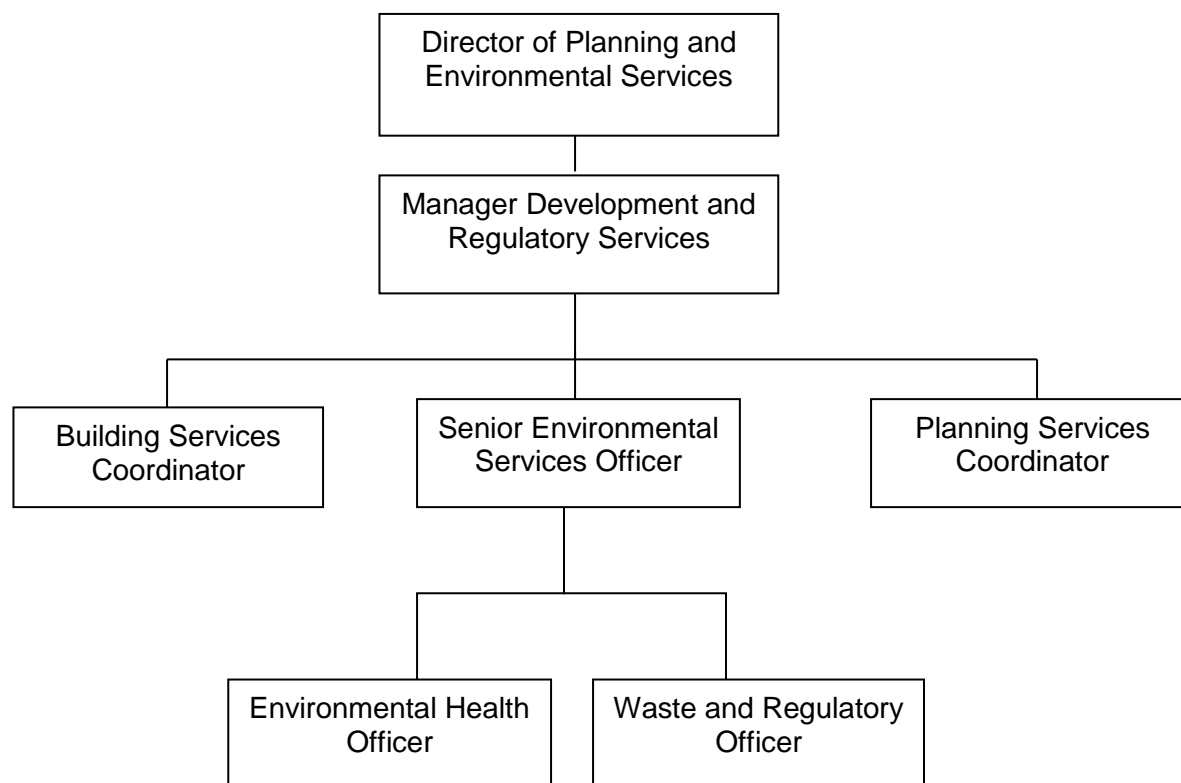 Director of Planning and
Environmental Services
Manager Development and
Regulatory Services
Building Services
Coordinator
Senior Environmental
Services Officer
Planning Services
Coordinator
Environmental Health
Officer
Waste and Regulatory
Officer